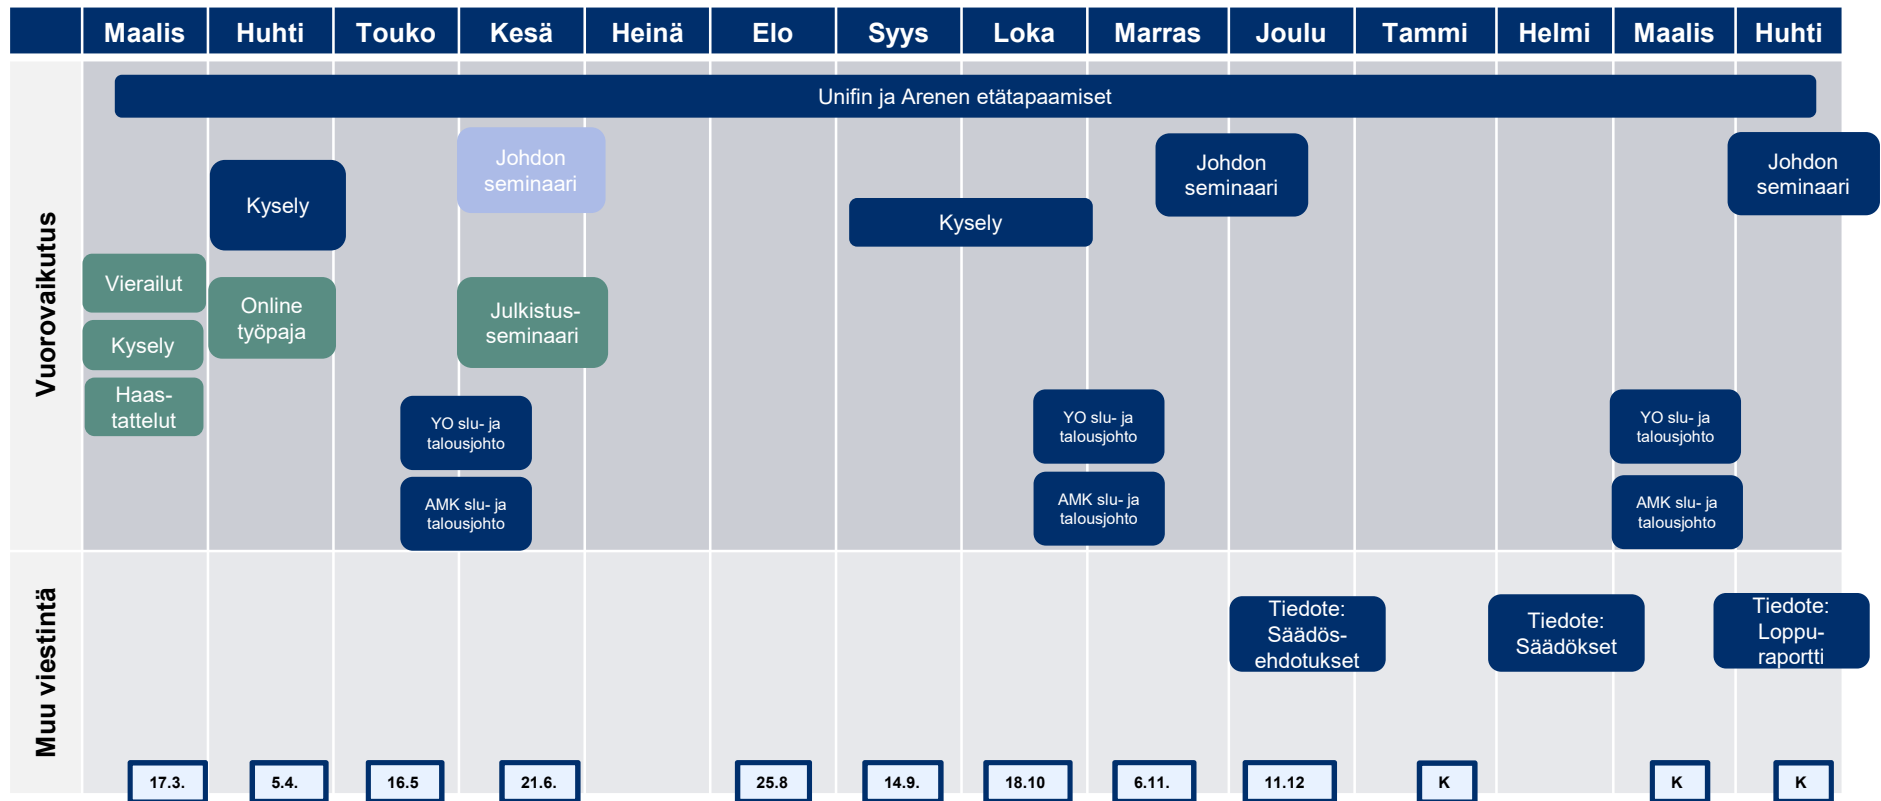 Maalis Huhti Touko Kesä Heinä Elo Syys Loka Marras Joulu Tammi Helmi Maalis Huhti
Vuorovaikutus
Unifin ja Arenen etätapaamiset
Johdon
seminaari
Johdon
seminaari
Johdon
seminaari
Kysely
Kysely
Vierailut
Online
työpaja
Julkistus-
seminaari
Kysely
Haas-
tattelut
YO slu- ja
talousjohto
YO slu- ja
talousjohto
YO slu- ja
talousjohto
AMK slu- ja
talousjohto
AMK slu- ja
talousjohto
AMK slu- ja
talousjohto
Muu viestintä
Tiedote:
Säädös-
ehdotukset
Tiedote:
Säädökset
Tiedote:
Loppu-
raportti
17.3. 5.4. 16.5 21.6. 25.8 14.9. 18.10 6.11. 11.12 K K K